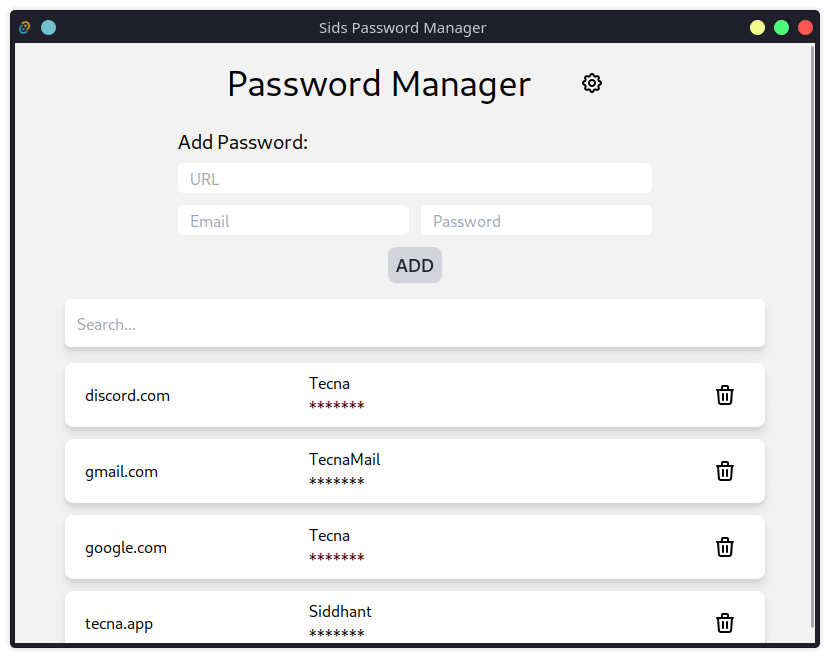 Sids Password Manager
Password Manager
Add Password:
URL
Email Password
ADD
Search...
Tecna
discord.com
*******
TecnaMail
gmail.com
*******
Tecna
google.com
*******
Siddhant
tecna.app
*******